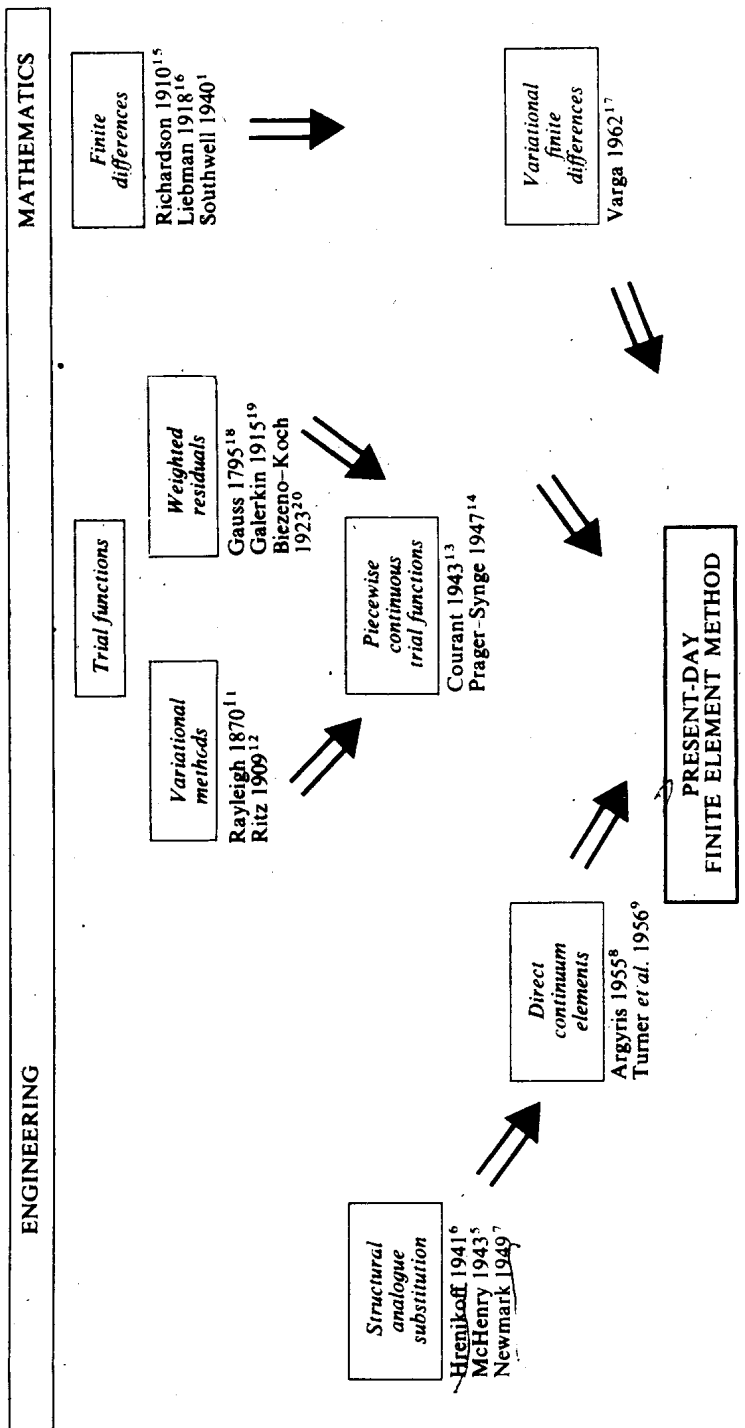 ENGINEERING
MATHEMATICS
Trial functions
Finite
differences
Richardson 1910¹⁵
Liebman 1918¹⁶
Southwell 1940¹
Variational
methods
Rayleigh 1870¹¹
Ritz 1909¹²
Weighted
residuals
Gauss 1795¹⁸
Galerkin 1915¹⁹
Biezeno–Koch
1923²⁰
Structural
analogue
substitution
Hrenikoff 1941⁶
McHenry 1943⁵
Newmark 1949⁷
Piecewise
continuous
trial functions
Courant 1943¹³
Prager–Synge 1947¹⁴
Direct
continuum
elements
Argyris 1955⁸
Turner et al. 1956⁹
Variational
finite
differences
Varga 1962¹⁷
PRESENT-DAY
FINITE ELEMENT METHOD